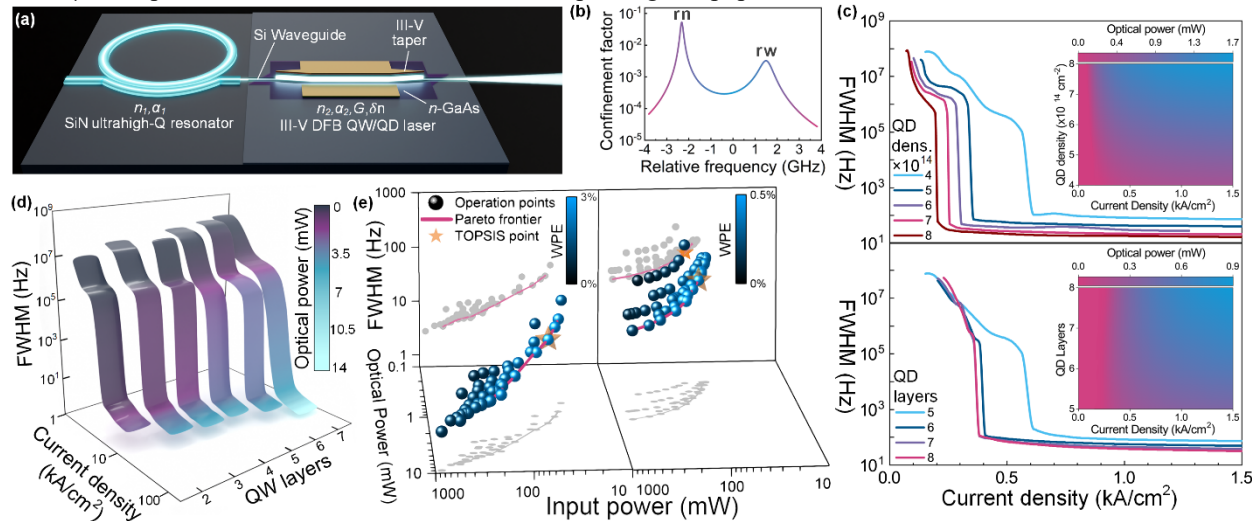 (a)
Si Waveguide
III-V
taper
n₁,α₁
SiN ultrahigh-Q resonator
n₂,α₂,G,δn
III-V DFB QW/QD laser
n-GaAs
(b)
Confinement factor
10⁻¹
10⁻²
10⁻³
10⁻⁴
10⁻⁵
rn
rw
-4 -3 -2 -1 0 1 2 3 4
Relative frequency (GHz)
(c)
FWHM (Hz)
10⁹
10⁷
10⁵
10³
10¹
QD
dens.
×10¹⁴
4
5
6
7
8
Optical power (mW)
0.0 0.4 0.9 1.3 1.7
QD density (×10¹⁴ cm⁻²)
8
7
6
5
4
0.0 0.5 1.0 1.5
Current Density (kA/cm²)
FWHM (Hz)
10⁹
10⁷
10⁵
10³
10¹
QD
layers
5
6
7
8
Optical power (mW)
0.0 0.3 0.6 0.9
QD Layers
8
7
6
5
0.0 0.5 1.0 1.5
Current Density (kA/cm²)
0.0 0.5 1.0 1.5
Current density (kA/cm²)
(d)
FWHM (Hz)
10⁹
10⁷
10⁵
10³
10¹
1
Current density
(kA/cm²)
10
100
QW layers
2
3
4
5
6
7
Optical power (mW)
0
3.5
7
10.5
14
(e)
Operation points
Pareto frontier
TOPSIS point
FWHM (Hz)
1000
100
10
1
0.1
Optical Power
(mW)
1
10
WPE
3%
0%
WPE
0.5%
0%
1000 100 10
1000 100 10
Input power (mW)